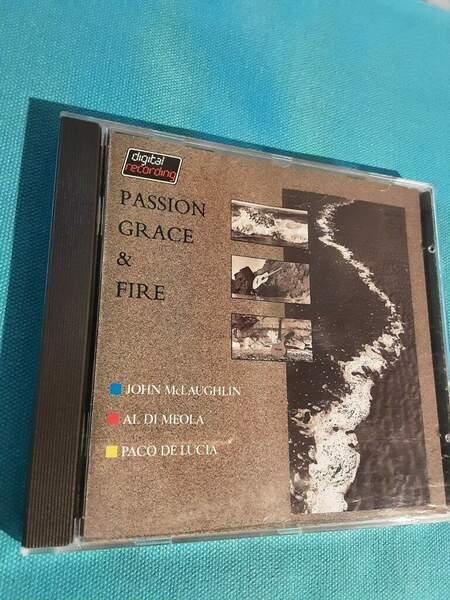 digital
recording
PASSION
GRACE
&
FIRE
JOHN McLAUGHLIN
AL DI MEOLA
PACO DE LUCIA